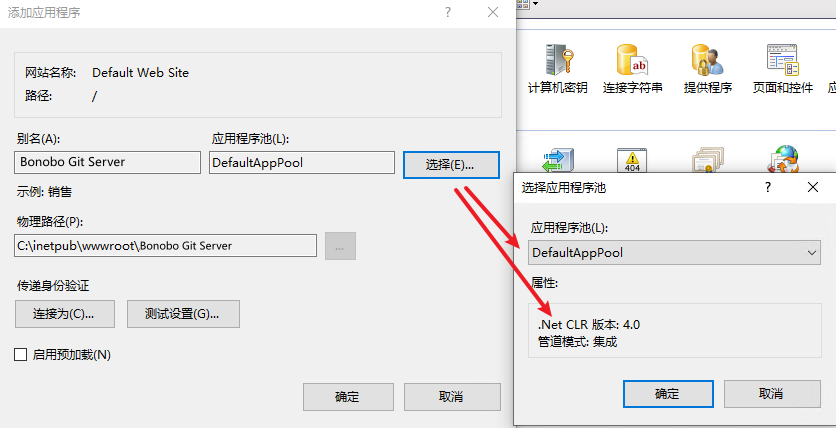 添加应用程序
?
网站名称: Default Web Site
路径: /
别名(A):
应用程序池(L):
Bonobo Git Server
DefaultAppPool
选择(E)...
示例: 销售
物理路径(P):
C:\inetpub\wwwroot\Bonobo Git Server
...
传递身份验证
连接为(C)...
测试设置(G)...
启用预加载(N)
确定
取消
计算机密钥
连接字符串
ab
提供程序
页面和控件
404
选择应用程序池
?
应用程序池(L):
DefaultAppPool
属性:
.Net CLR 版本: 4.0
管道模式: 集成
确定
取消